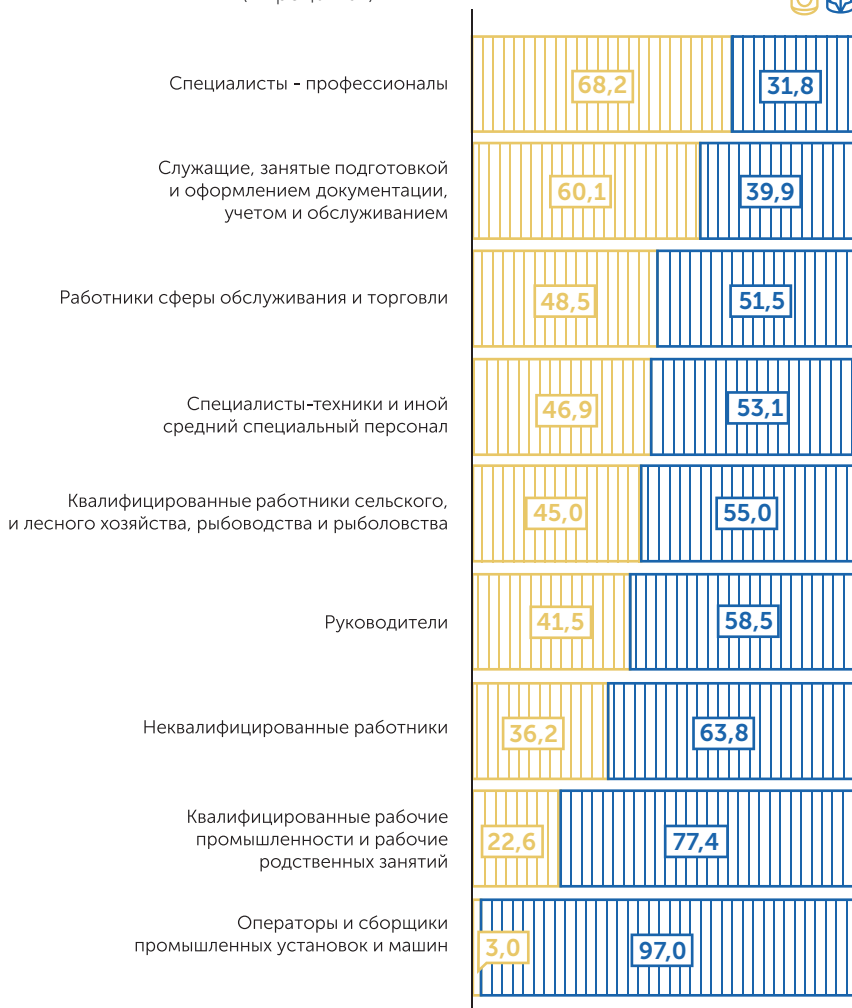 Специалисты - профессионалы
68,2
31,8
Служащие, занятые подготовкой
и оформлением документации,
учетом и обслуживанием
60,1
39,9
Работники сферы обслуживания и торговли
48,5
51,5
Специалисты-техники и иной
средний специальный персонал
46,9
53,1
Квалифицированные работники сельского,
и лесного хозяйства, рыбоводства и рыболовства
45,0
55,0
Руководители
41,5
58,5
Неквалифицированные работники
36,2
63,8
Квалифицированные рабочие
промышленности и рабочие
родственных занятий
22,6
77,4
Операторы и сборщики
промышленных установок и машин
3,0
97,0